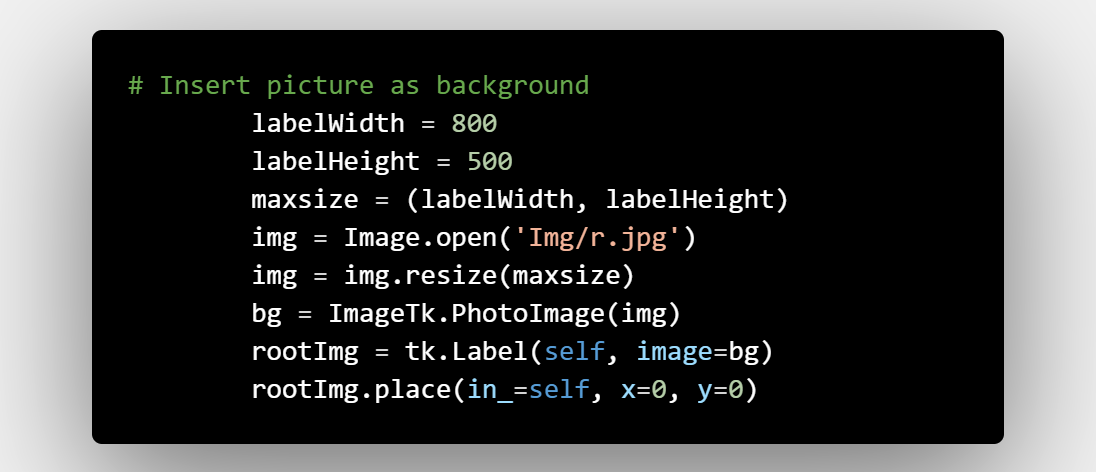 # Insert picture as background
labelWidth = 800
labelHeight = 500
maxsize = (labelWidth, labelHeight)
img = Image.open('Img/r.jpg')
img = img.resize(maxsize)
bg = ImageTk.PhotoImage(img)
rootImg = tk.Label(self, image=bg)
rootImg.place(in_=self, x=0, y=0)